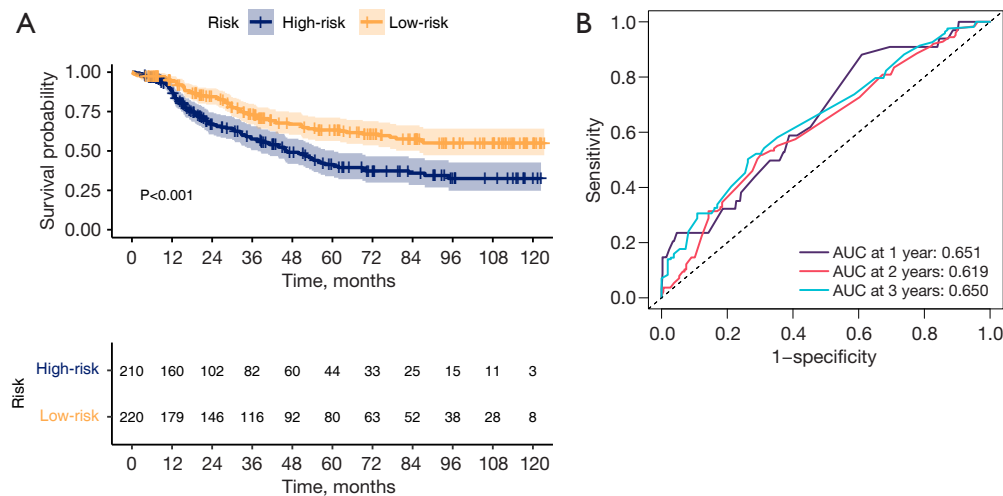 A
Risk High-risk Low-risk
Survival probability
1.00
0.75
0.50
0.25
0.00
P<0.001
0 12 24 36 48 60 72 84 96 108 120
Time, months
Risk
High-risk 210 160 102 82 60 44 33 25 15 11 3
Low-risk 220 179 146 116 92 80 63 52 38 28 8
0 12 24 36 48 60 72 84 96 108 120
Time, months
B
Sensitivity
1.0
0.8
0.6
0.4
0.2
0.0
AUC at 1 year: 0.651
AUC at 2 years: 0.619
AUC at 3 years: 0.650
0.0 0.2 0.4 0.6 0.8 1.0
1−specificity